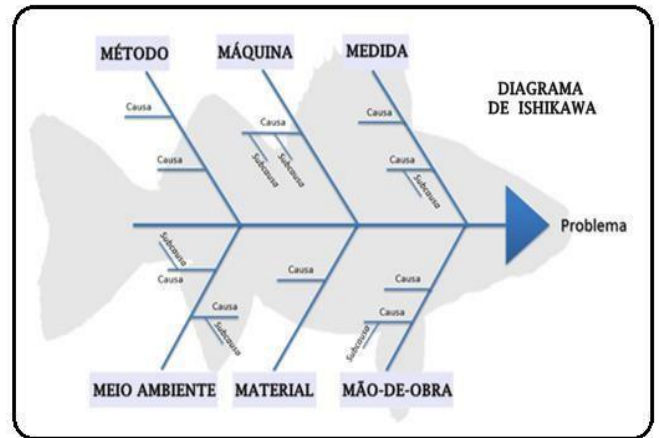 MÉTODO
MÁQUINA
MEDIDA
DIAGRAMA
DE ISHIKAWA
Causa
Causa
Causa
Subcausa
Subcausa
Causa
Causa
Subcausa
Problema
Subcausa
Causa
Causa
Subcausa
Causa
Causa
Causa
Subcausa
MEIO AMBIENTE
MATERIAL
MÃO-DE-OBRA